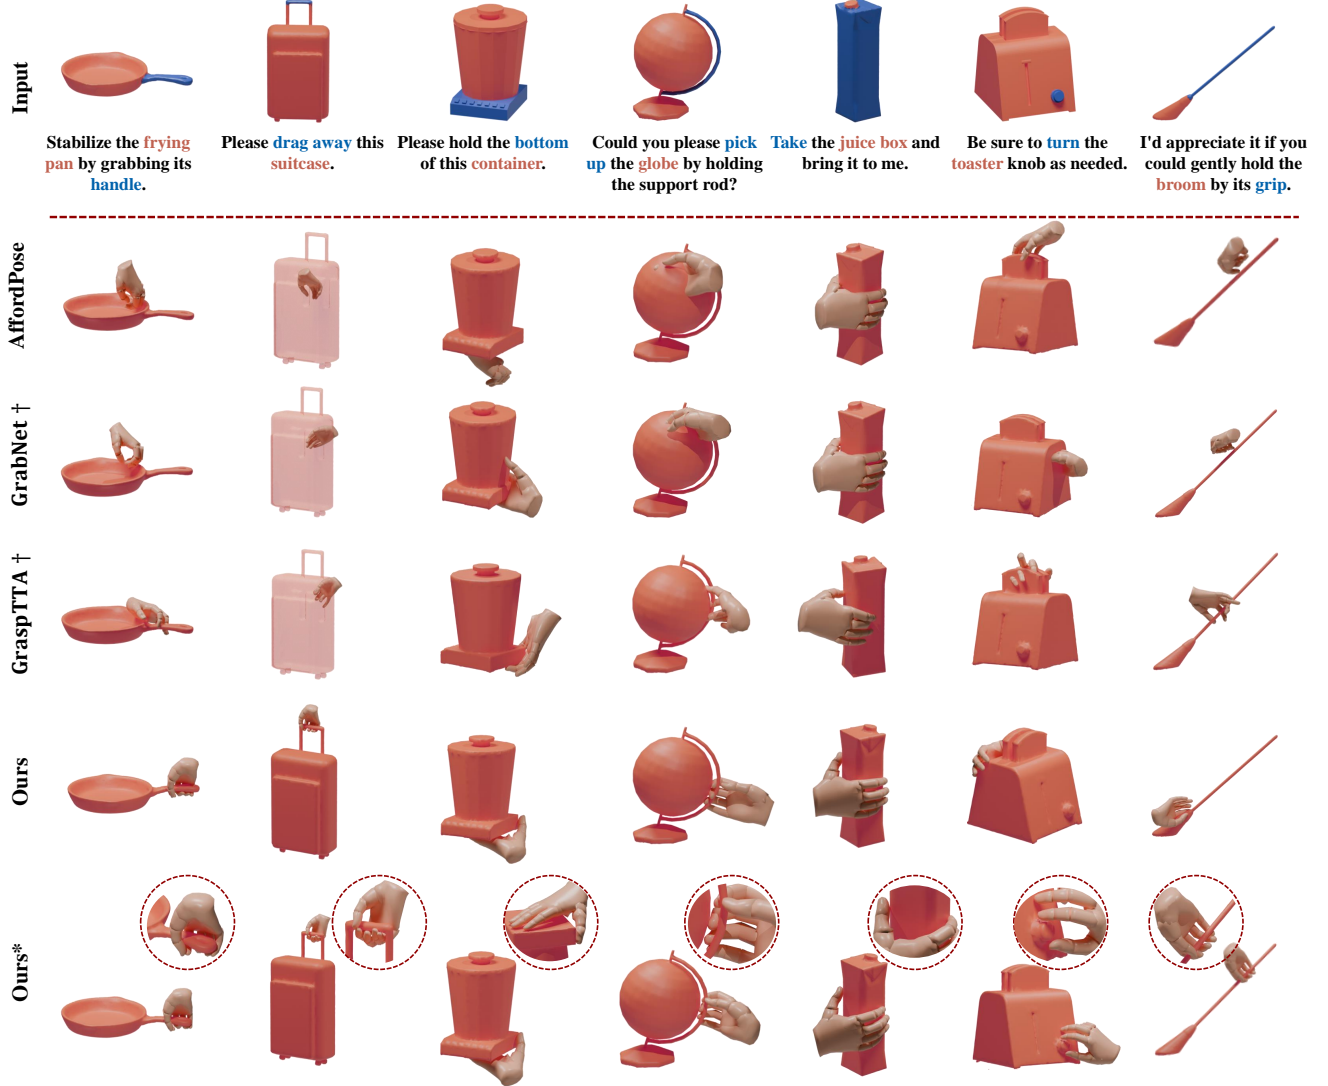 Input
Stabilize the frying
pan by grabbing its
handle.
Please drag away this
suitcase.
Please hold the bottom
of this container.
Could you please pick
up the globe by holding
the support rod?
Take the juice box and
bring it to me.
Be sure to turn the
toaster knob as needed.
I'd appreciate it if you
could gently hold the
broom by its grip.
AffordPose
GrabNet †
GraspTTA †
Ours
Ours*